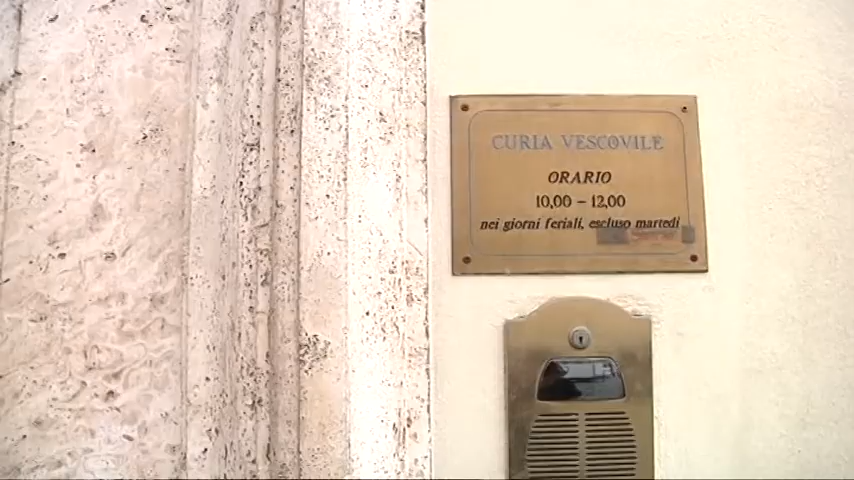 CURIA VESCOVILE
ORARIO
10,00 - 12,00
nei giorni feriali, escluso martedì